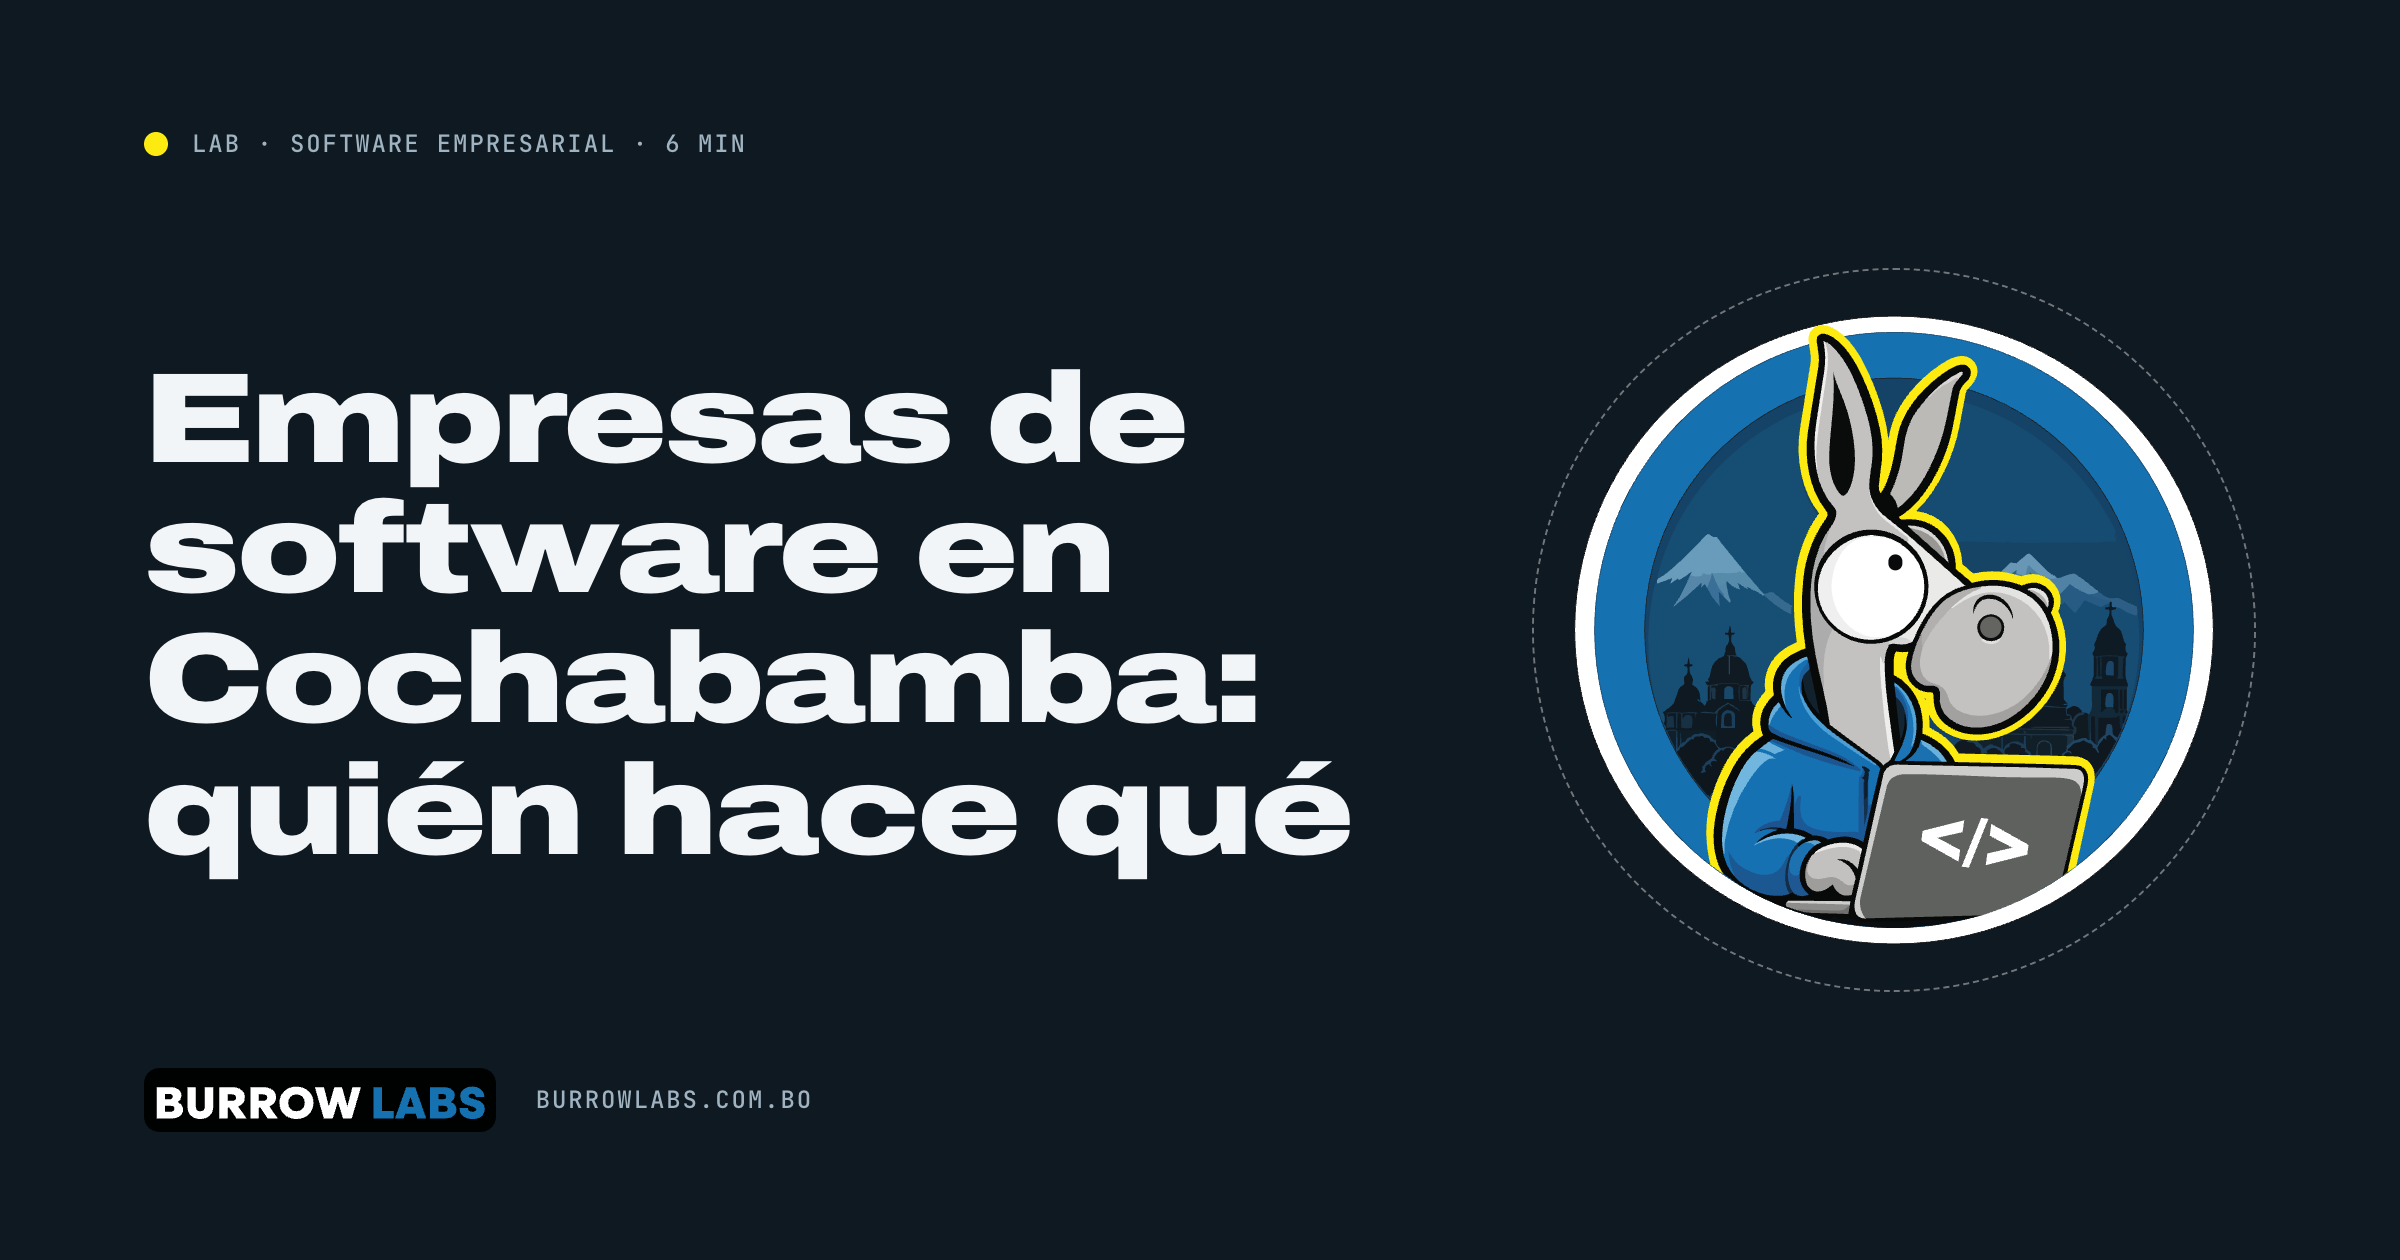 LAB · SOFTWARE EMPRESARIAL · 6 MIN
Empresas de
software en
Cochabamba:
quién hace qué
</>
BURROW LABS
BURROWLABS.COM.BO